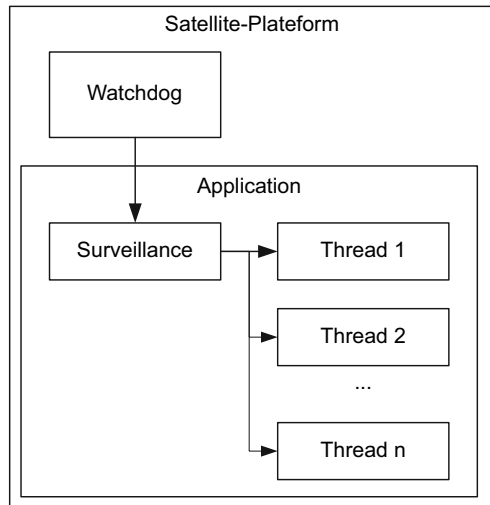 Satellite-Plateform
Watchdog
Application
Surveillance
Thread 1
Thread 2
...
Thread n